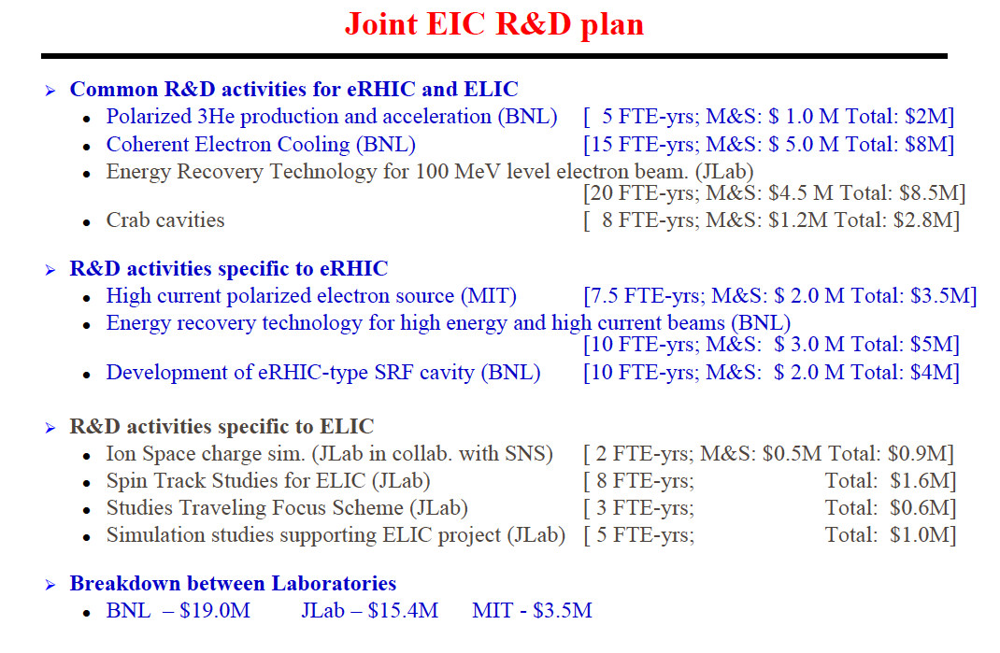 Joint EIC R&D plan
➢ Common R&D activities for eRHIC and ELIC
• Polarized 3He production and acceleration (BNL) [ 5 FTE-yrs; M&S: $ 1.0 M Total: $2M]
• Coherent Electron Cooling (BNL) [15 FTE-yrs; M&S: $ 5.0 M Total: $8M]
• Energy Recovery Technology for 100 MeV level electron beam. (JLab)
[20 FTE-yrs; M&S: $4.5 M Total: $8.5M]
• Crab cavities [ 8 FTE-yrs; M&S: $1.2M Total: $2.8M]
➢ R&D activities specific to eRHIC
• High current polarized electron source (MIT) [7.5 FTE-yrs; M&S: $ 2.0 M Total: $3.5M]
• Energy recovery technology for high energy and high current beams (BNL)
[10 FTE-yrs; M&S: $ 3.0 M Total: $5M]
• Development of eRHIC-type SRF cavity (BNL) [10 FTE-yrs; M&S: $ 2.0 M Total: $4M]
➢ R&D activities specific to ELIC
• Ion Space charge sim. (JLab in collab. with SNS) [ 2 FTE-yrs; M&S: $0.5M Total: $0.9M]
• Spin Track Studies for ELIC (JLab) [ 8 FTE-yrs; Total: $1.6M]
• Studies Traveling Focus Scheme (JLab) [ 3 FTE-yrs; Total: $0.6M]
• Simulation studies supporting ELIC project (JLab) [ 5 FTE-yrs; Total: $1.0M]
➢ Breakdown between Laboratories
• BNL – $19.0M JLab – $15.4M MIT - $3.5M